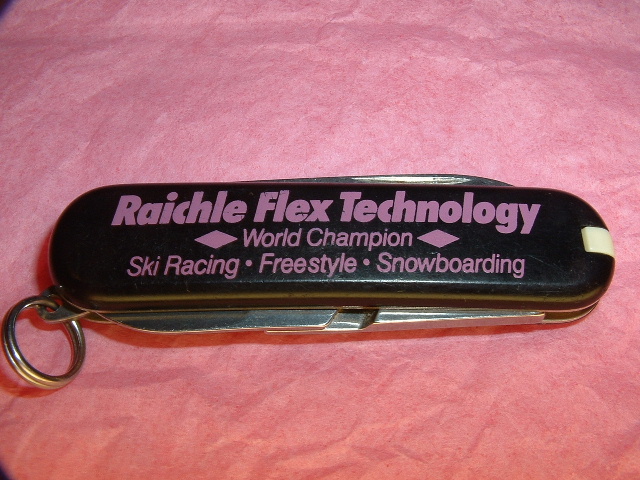 Raichle Flex Technology
World Champion
Ski Racing • Freestyle • Snowboarding